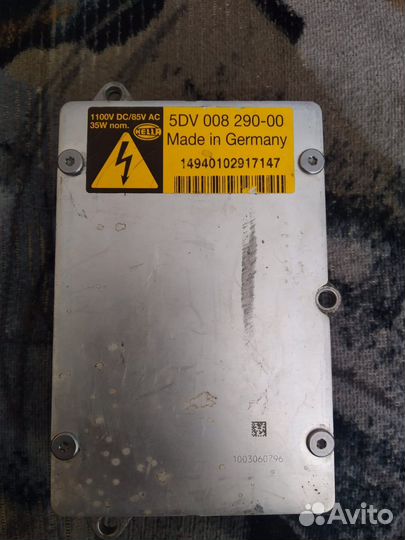 1100V DC/85V AC
35W nom.
HELLA
5DV 008 290-00
Made in Germany
14940102917147
1003060796
Avito